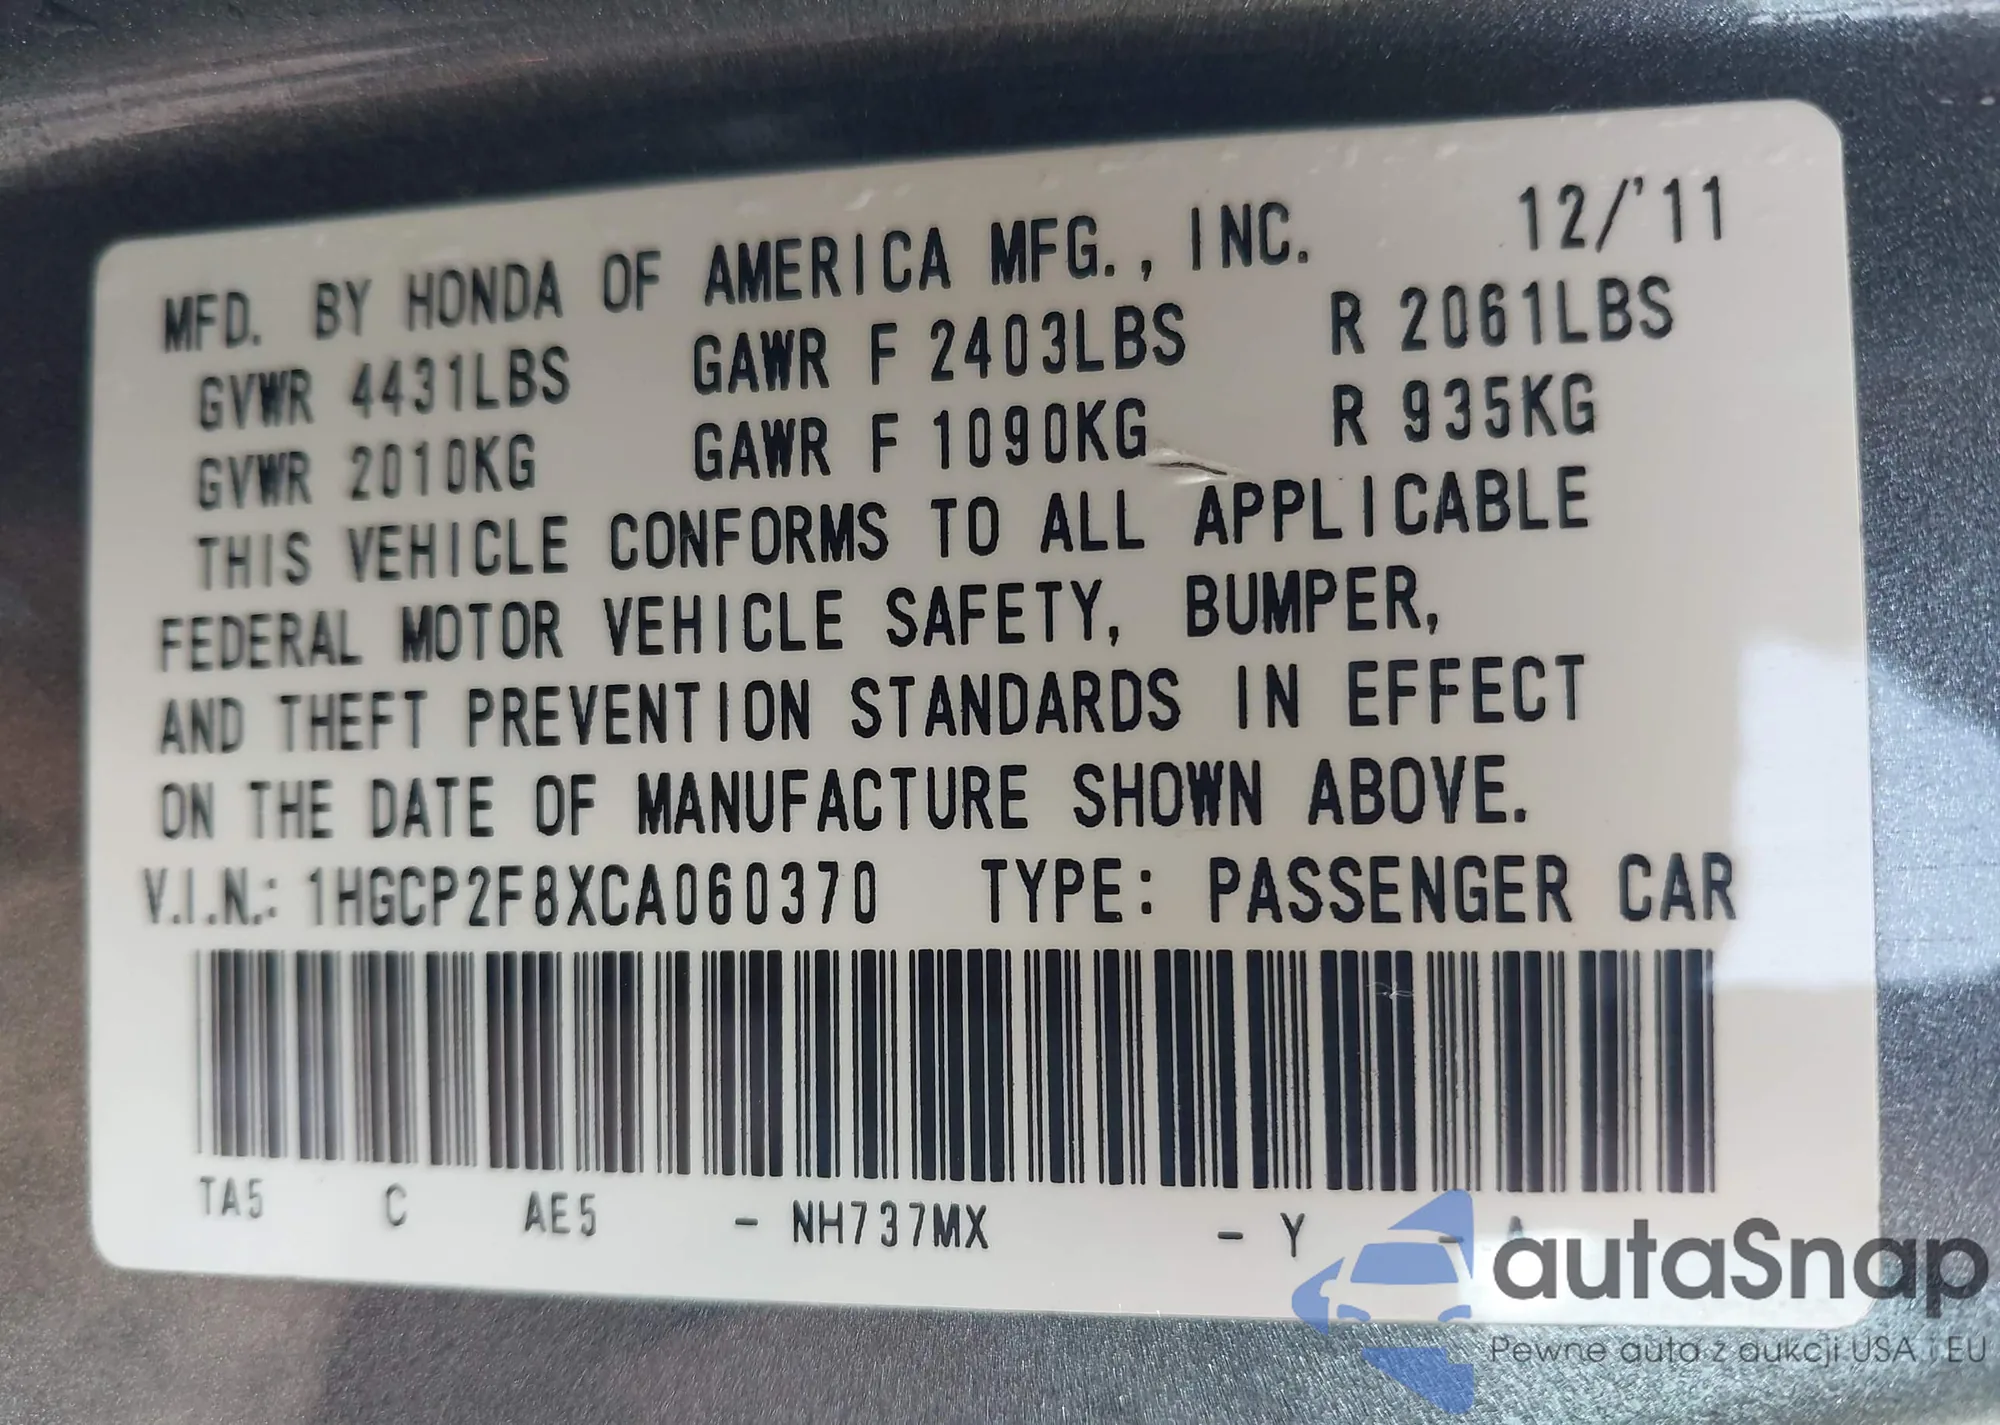 MFD. BY HONDA OF AMERICA MFG., INC. 12/'11
GVWR 4431LBS GAWR F 2403LBS R 2061LBS
GVWR 2010KG GAWR F 1090KG R 935KG
THIS VEHICLE CONFORMS TO ALL APPLICABLE
FEDERAL MOTOR VEHICLE SAFETY, BUMPER,
AND THEFT PREVENTION STANDARDS IN EFFECT
ON THE DATE OF MANUFACTURE SHOWN ABOVE.
V.I.N.: 1HGCP2F8XCA060370 TYPE: PASSENGER CAR
TA5 C AE5 - NH737MX - Y - A
autaSnap
Pewne auta z aukcji USA i EU